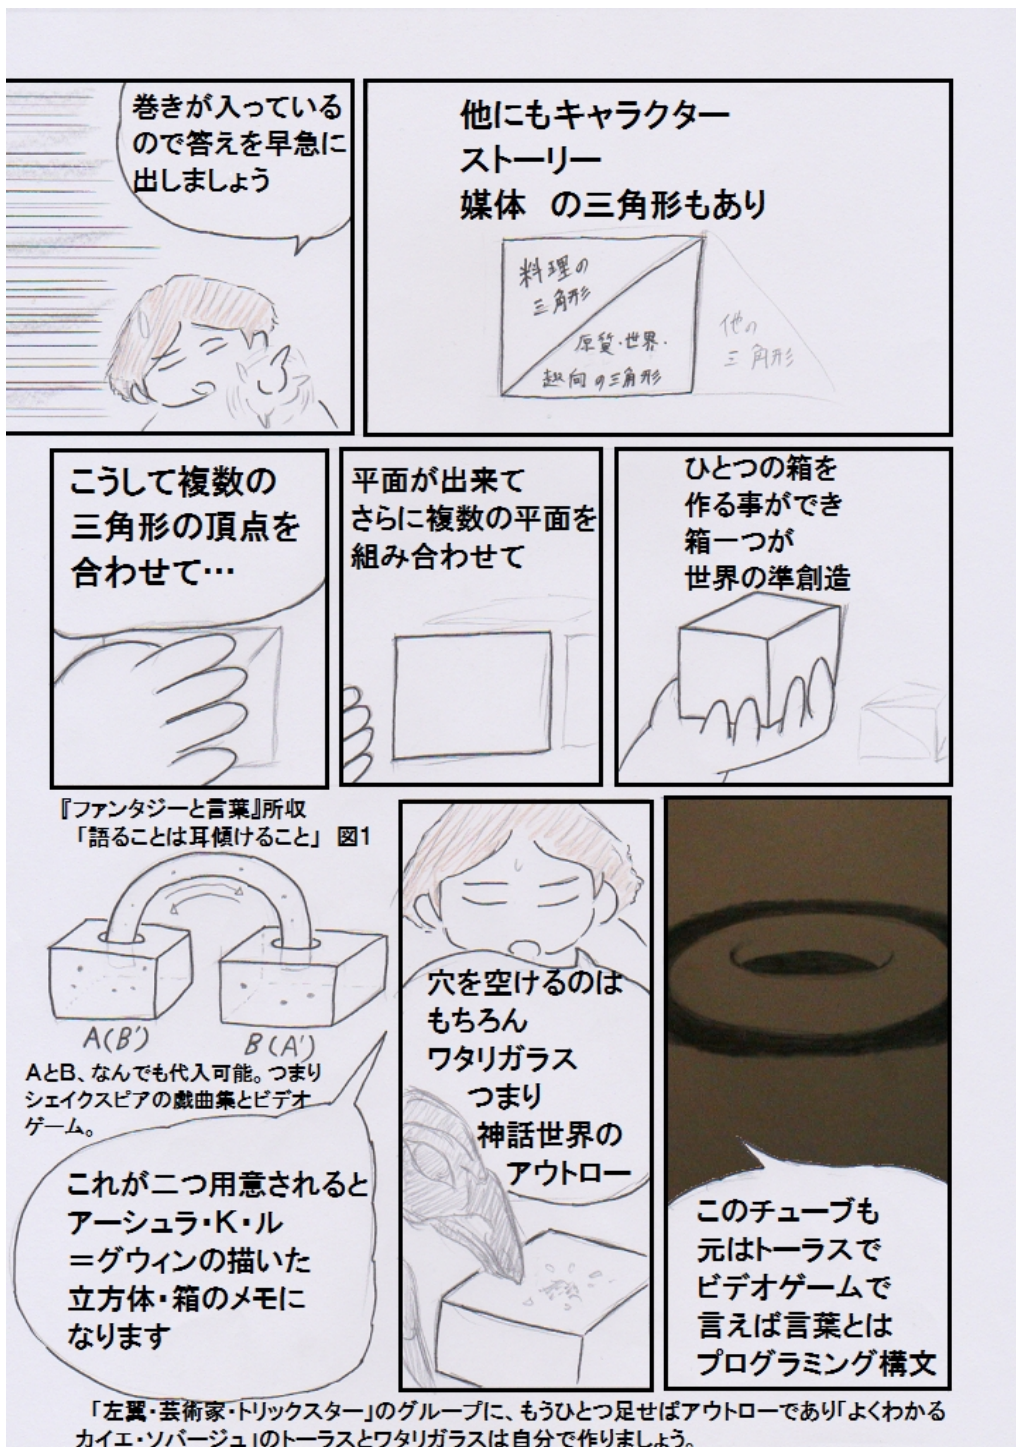 巻きが入っている
ので答えを早急に
出しましょう
他にもキャラクター
ストーリー
媒体　の三角形もあり
料理の
三角形
原質・世界・
趣向の三角形
他の
三角形
こうして複数の
三角形の頂点を
合わせて…
平面が出来て
さらに複数の平面を
組み合わせて
ひとつの箱を
作る事ができ
箱一つが
世界の準創造
『ファンタジーと言葉』所収
「語ることは耳傾けること」　図1
A(B')
B(A')
AとB、なんでも代入可能。つまり
シェイクスピアの戯曲集とビデオ
ゲーム。
これが二つ用意されると
アーシュラ・K・ル
＝グウィンの描いた
立方体・箱のメモに
なります
穴を空けるのは
もちろん
ワタリガラス
つまり
神話世界の
アウトロー
このチューブも
元はトーラスで
ビデオゲームで
言えば言葉とは
プログラミング構文
「左翼・芸術家・トリックスター」のグループに、もうひとつ足せばアウトローであり「よくわかる
カイエ・ソバージュ」のトーラスとワタリガラスは自分で作りましょう。